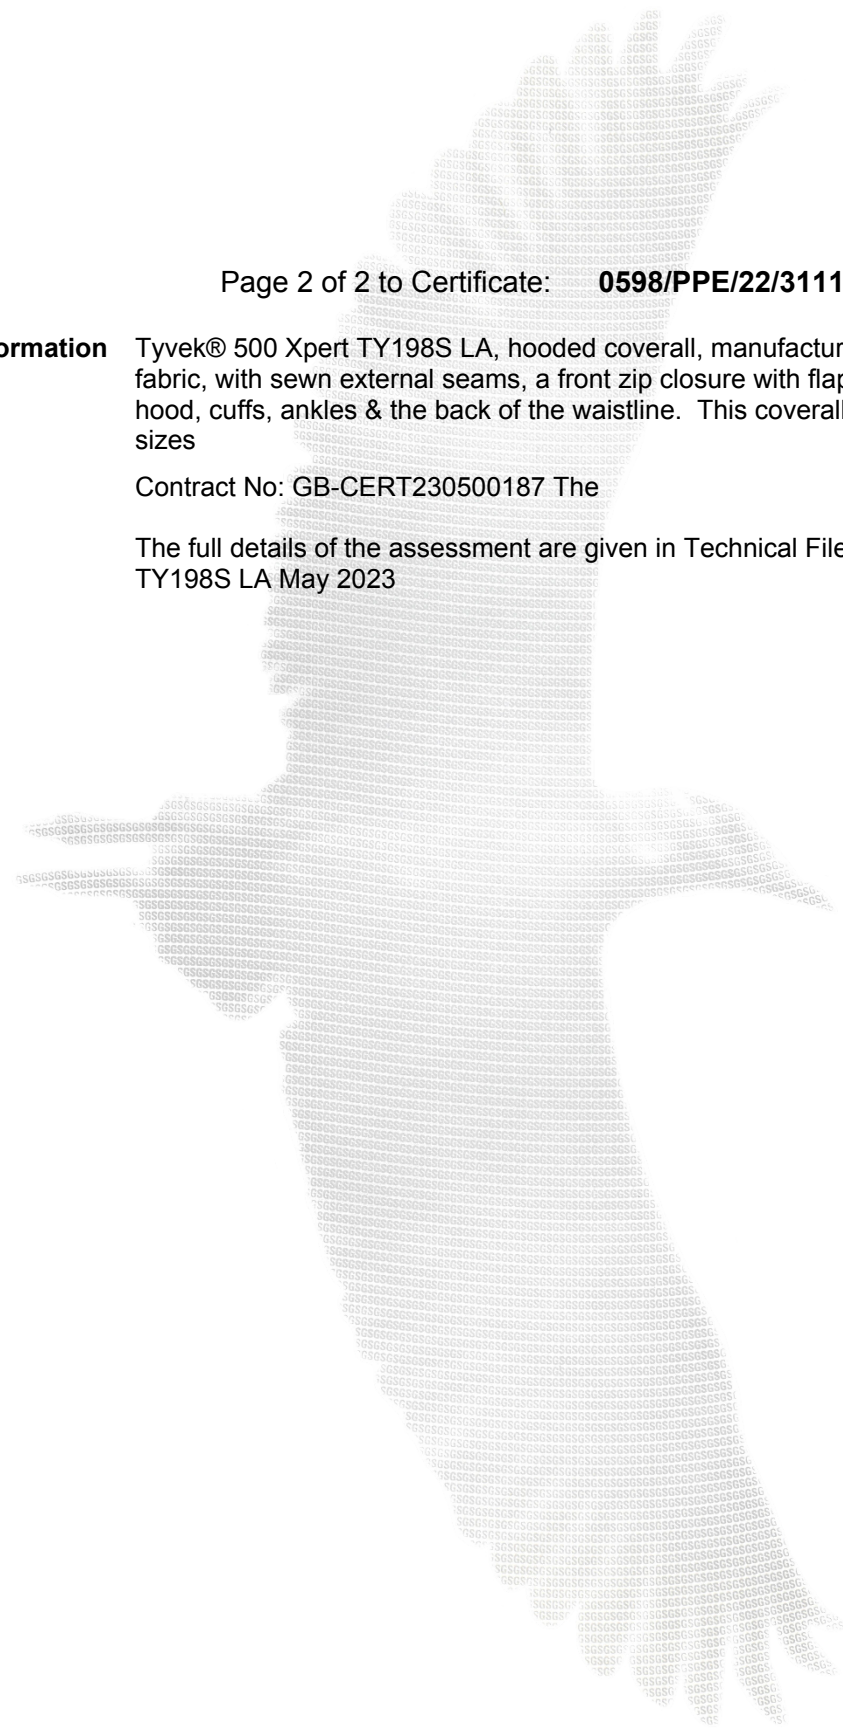 Page 2 of 2 to Certificate: 0598/PPE/22/3111
ormation Tyvek® 500 Xpert TY198S LA, hooded coverall, manufactur
fabric, with sewn external seams, a front zip closure with flap
hood, cuffs, ankles & the back of the waistline. This coverall
sizes
Contract No: GB-CERT230500187 The
The full details of the assessment are given in Technical File
TY198S LA May 2023